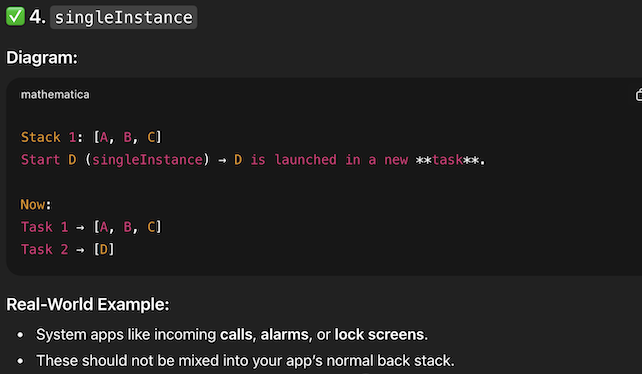 ✅ 4. singleInstance
Diagram:
mathematica
Stack 1: [A, B, C]
Start D (singleInstance) → D is launched in a new **task**.
Now:
Task 1 → [A, B, C]
Task 2 → [D]
Real-World Example:
• System apps like incoming calls, alarms, or lock screens.
• These should not be mixed into your app’s normal back stack.